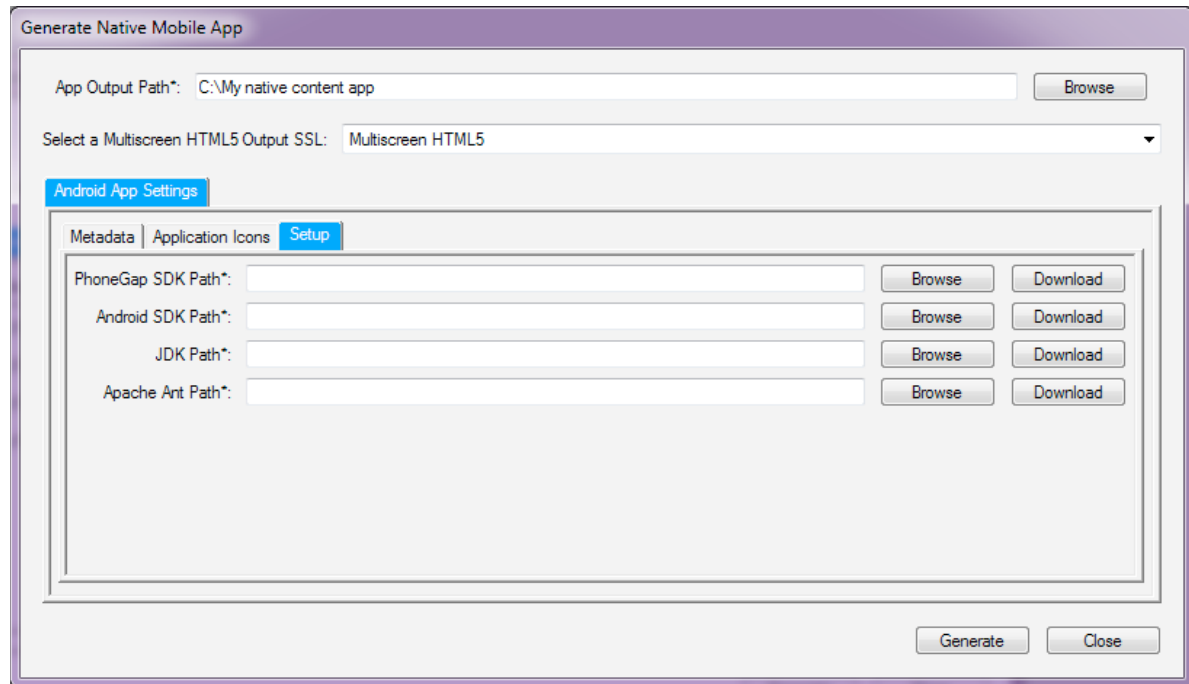 Generate Native Mobile App
App Output Path*: C:\My native content app Browse
Select a Multiscreen HTML5 Output SSL: Multiscreen HTML5
Android App Settings
Metadata Application Icons Setup
PhoneGap SDK Path*: Browse Download
Android SDK Path*: Browse Download
JDK Path*: Browse Download
Apache Ant Path*: Browse Download
Generate Close